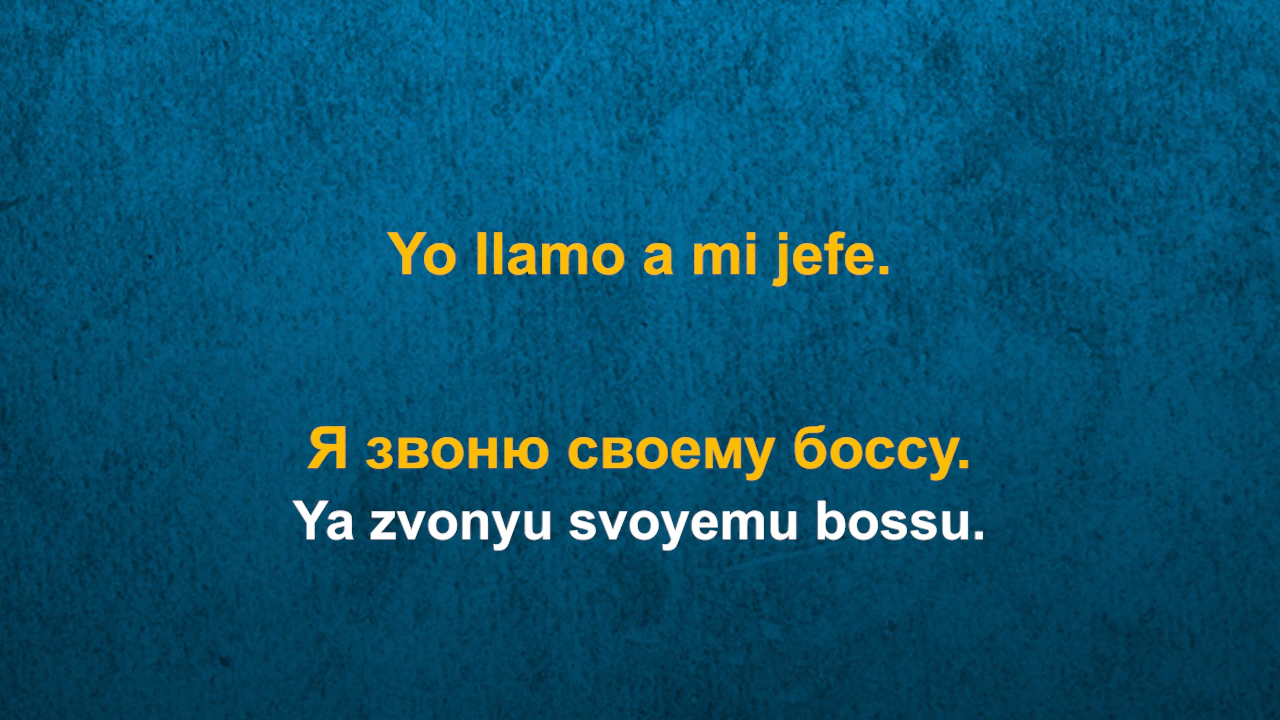 Yo llamo a mi jefe.
Я звоню своему боссу.
Ya zvonyu svoyemu bossu.